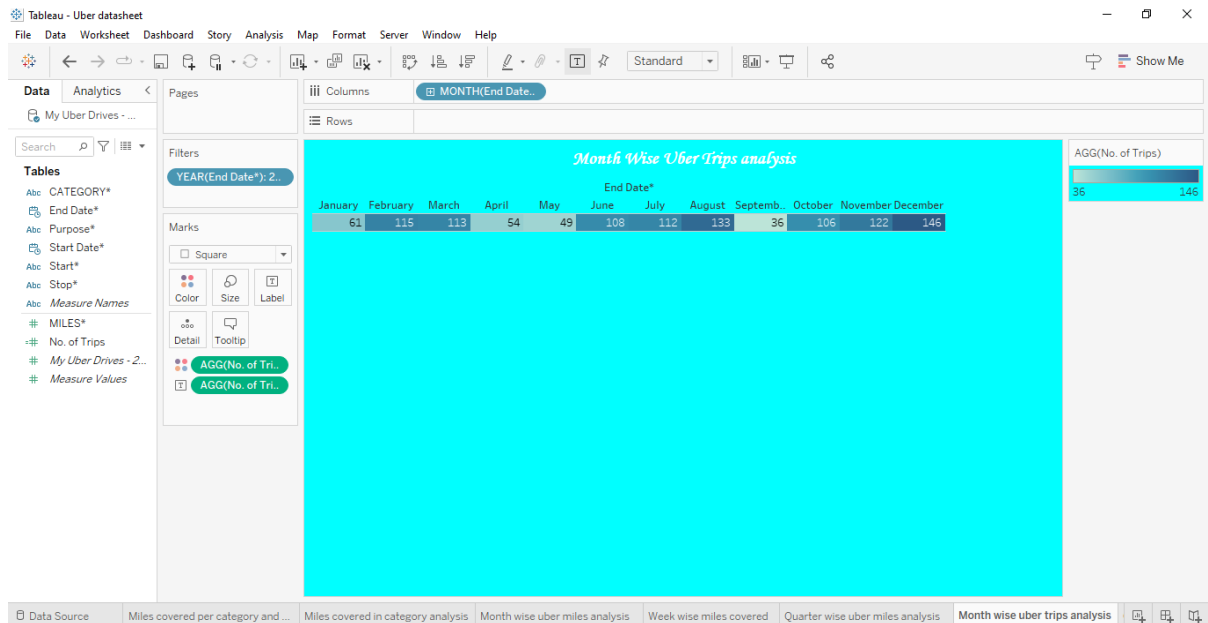 Tableau - Uber datasheet
File Data Worksheet Dashboard Story Analysis Map Format Server Window Help
Standard
Show Me
Data Analytics
My Uber Drives - ...
Search
Tables
Abc CATEGORY*
End Date*
Abc Purpose*
Start Date*
Abc Start*
Abc Stop*
Abc Measure Names
# MILES*
=# No. of Trips
# My Uber Drives - 2...
# Measure Values
Pages
Filters
YEAR(End Date*): 2..
Marks
Square
Color Size Label
Detail Tooltip
AGG(No. of Tri..
AGG(No. of Tri..
Columns MONTH(End Date..
Rows
Month Wise Uber Trips analysis
End Date*
January February March April May June July August Septemb.. October November December
61 115 113 54 49 108 112 133 36 106 122 146
AGG(No. of Trips)
36 146
Data Source Miles covered per category and ... Miles covered in category analysis Month wise uber miles analysis Week wise miles covered Quarter wise uber miles analysis Month wise uber trips analysis